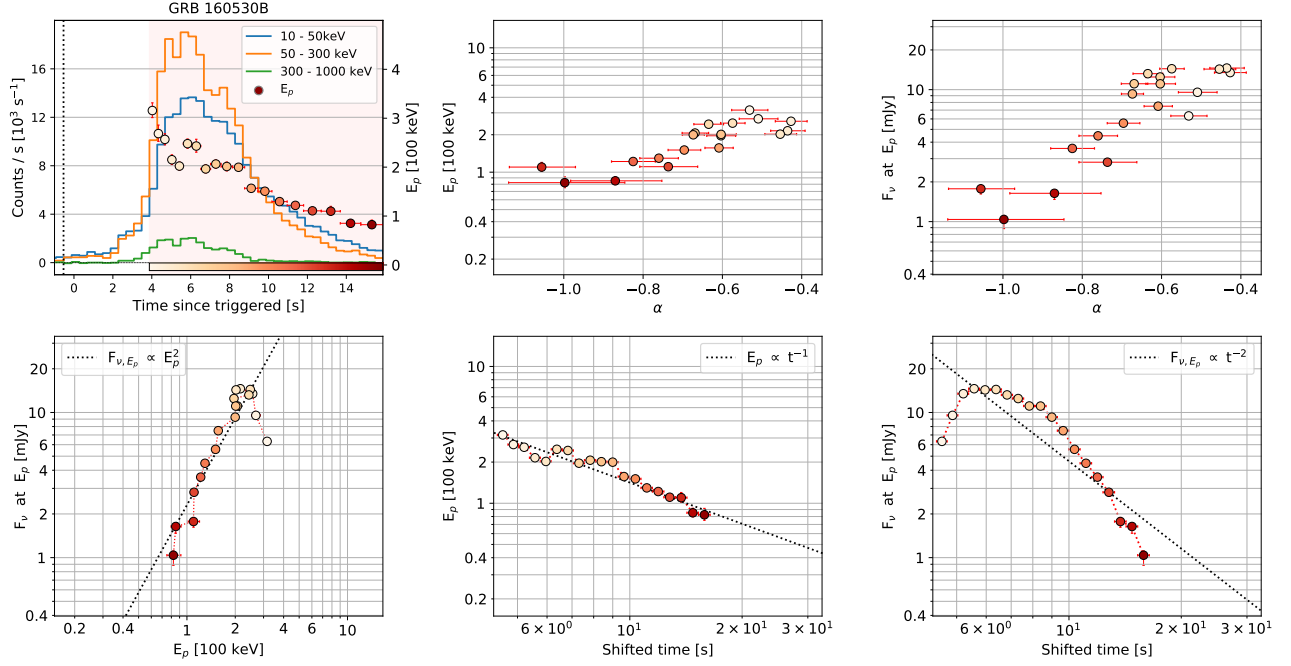 GRB 160530B
10 - 50keV
50 - 300 keV
300 - 1000 keV
E_p
Counts / s [10³ s⁻¹]
16
12
8
4
0
E_p [100 keV]
4
3
2
1
0
0 2 4 6 8 10 12 14
Time since triggered [s]
E_p [100 keV]
10
6
4
2
1
0.4
0.2
−1.0 −0.8 −0.6 −0.4
α
F_ν at E_p [mJy]
20
10
4
2
1
0.4
−1.0 −0.8 −0.6 −0.4
α
F_{ν, E_p} ∝ E_p²
F_ν at E_p [mJy]
20
10
4
2
1
0.4
0.2 0.4 1 2 4 10
E_p [100 keV]
E_p ∝ t⁻¹
E_p [100 keV]
10
6
4
2
1
0.4
0.2
6 × 10⁰ 10¹ 2 × 10¹ 3 × 10¹
Shifted time [s]
F_{ν, E_p} ∝ t⁻²
F_ν at E_p [mJy]
20
10
4
2
1
0.4
6 × 10⁰ 10¹ 2 × 10¹ 3 × 10¹
Shifted time [s]